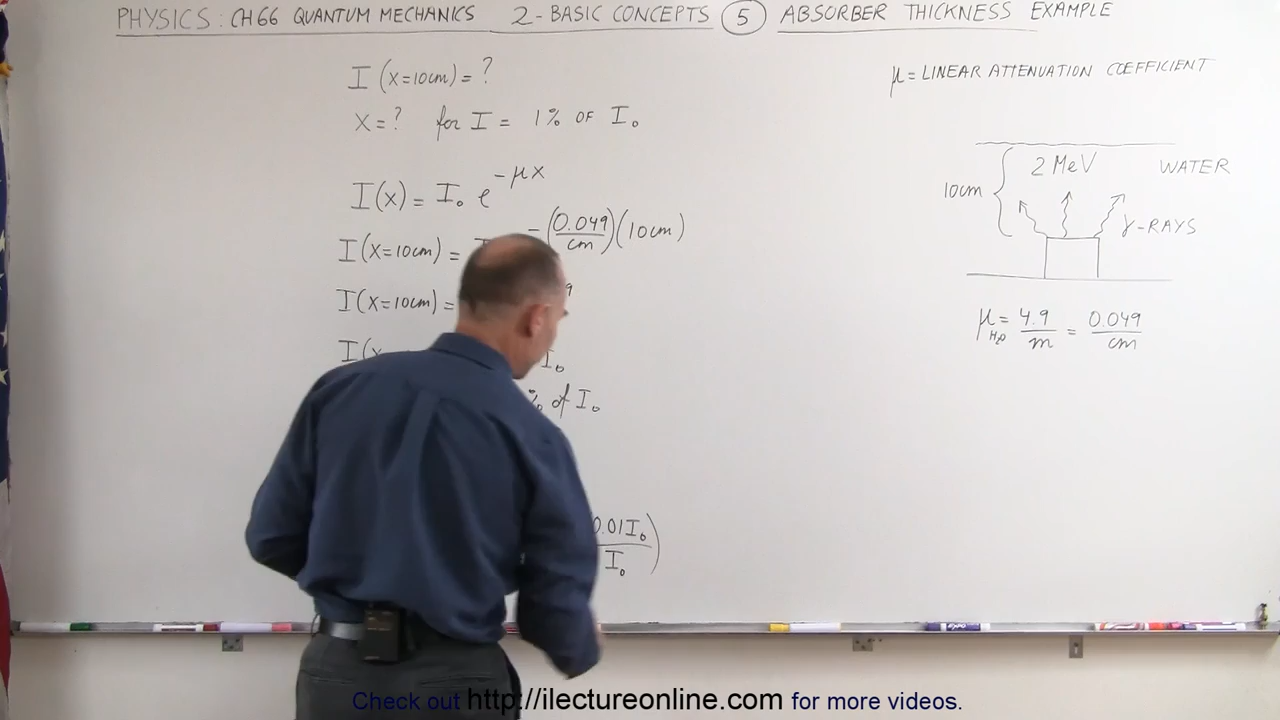 PHYSICS: CH 66 QUANTUM MECHANICS 2-BASIC CONCEPTS 5 ABSORBER THICKNESS EXAMPLE
I (x=10cm) = ?
x=? for I = 1% OF I₀
I(x) = I₀ e^-μx
I(x=10cm) = -(0.049/cm)(10cm)
I(x=10cm) =
I(x I₀
% of I₀
0.01I₀/I₀)
μ = LINEAR ATTENUATION COEFFICIENT
2 MeV WATER
10cm
γ-RAYS
μ H₂O = 4.9/m = 0.049/cm
Check out http://ilectureonline.com for more videos.